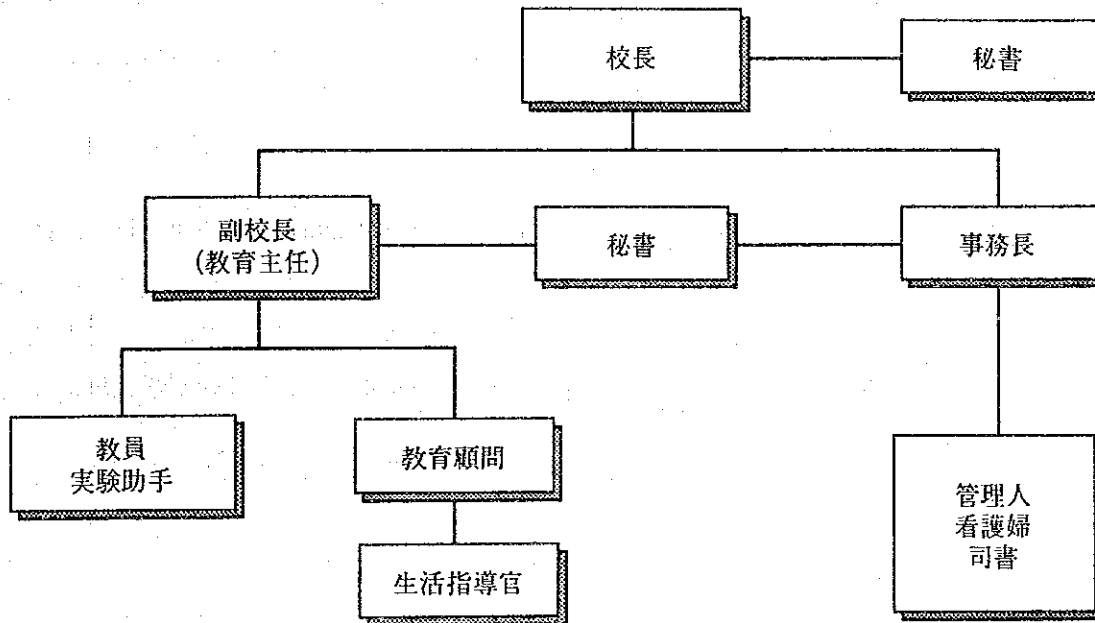 校長
秘書
副校長
(教育主任)
秘書
事務長
教員
実験助手
教育顧問
管理人
看護婦
司書
生活指導官